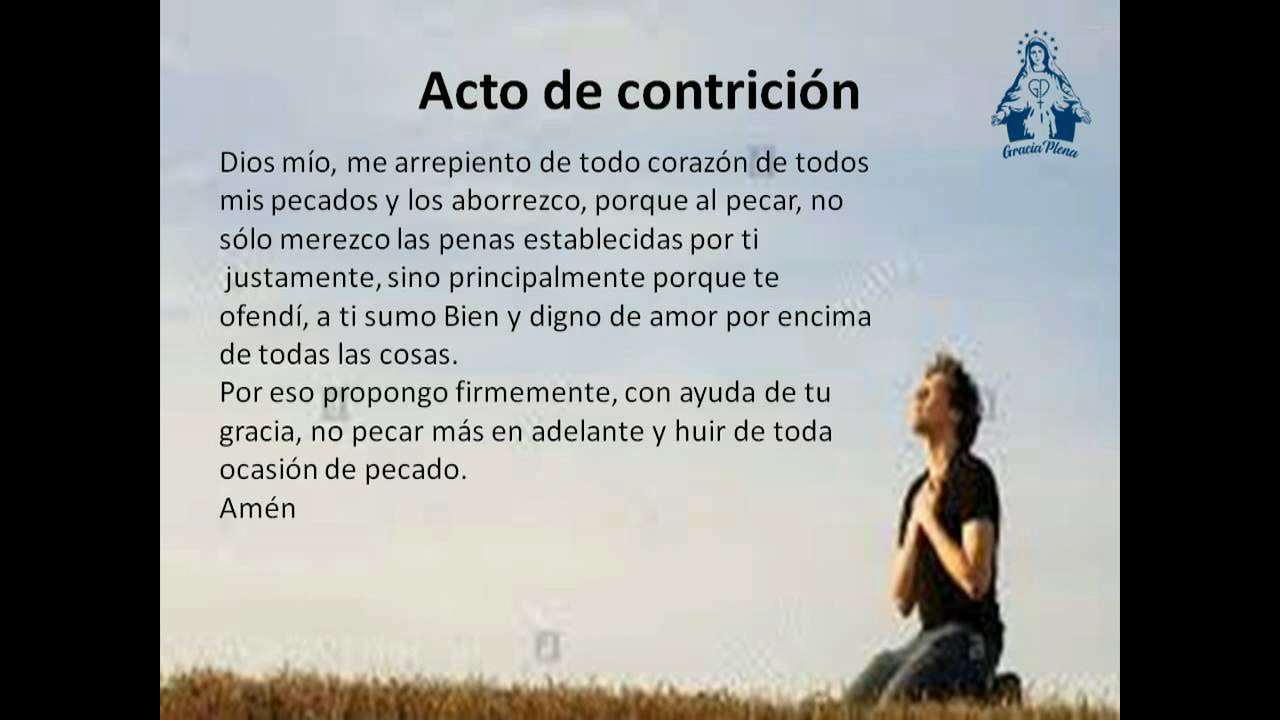 Acto de contrición
Gracia Plena
Dios mío, me arrepiento de todo corazón de todos
mis pecados y los aborrezco, porque al pecar, no
sólo merezco las penas establecidas por ti
justamente, sino principalmente porque te
ofendí, a ti sumo Bien y digno de amor por encima
de todas las cosas.
Por eso propongo firmemente, con ayuda de tu
gracia, no pecar más en adelante y huir de toda
ocasión de pecado.
Amén